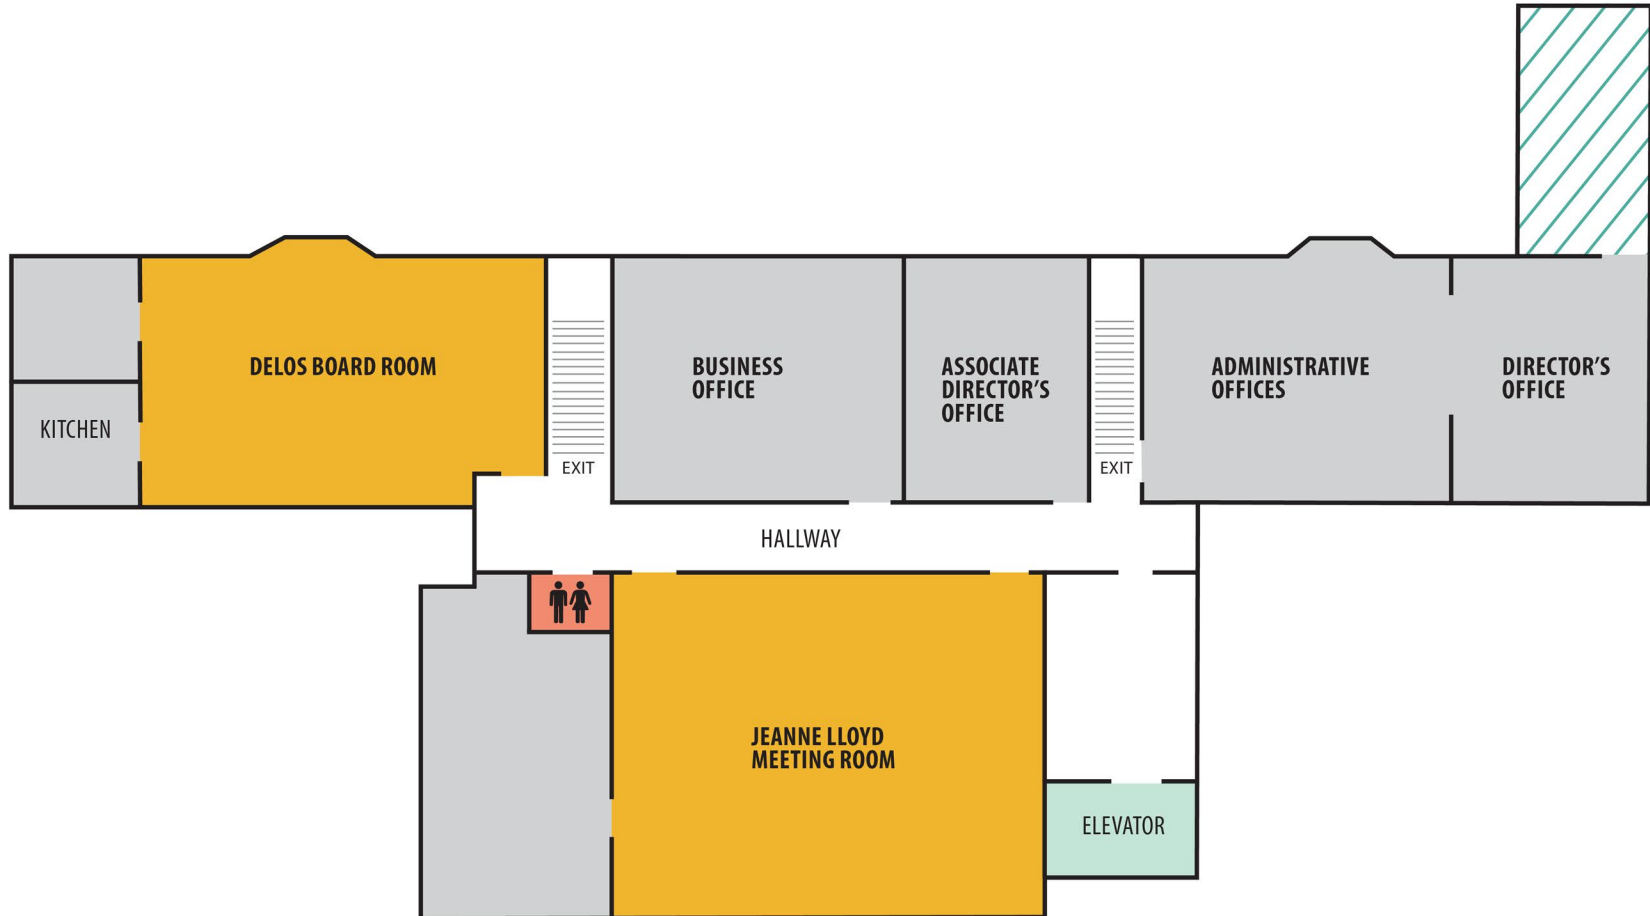 DELOS BOARD ROOM
KITCHEN
EXIT
BUSINESS
OFFICE
ASSOCIATE
DIRECTOR'S
OFFICE
EXIT
ADMINISTRATIVE
OFFICES
DIRECTOR'S
OFFICE
HALLWAY
JEANNE LLOYD
MEETING ROOM
ELEVATOR